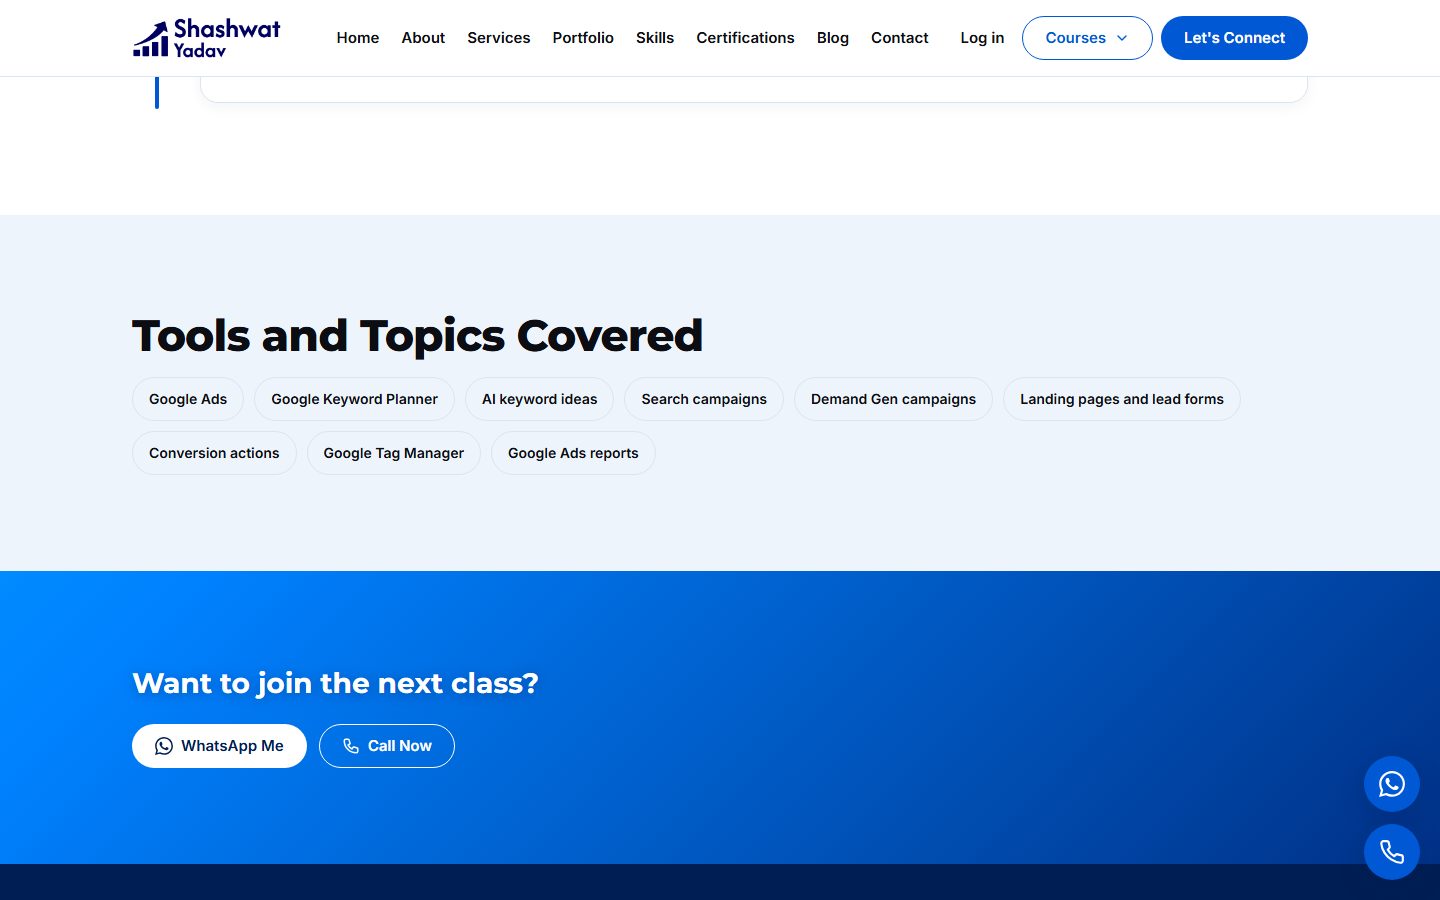 Shashwat
Yadav
Home About Services Portfolio Skills Certifications Blog Contact Log in Courses Let's Connect
Tools and Topics Covered
Google Ads Google Keyword Planner AI keyword ideas Search campaigns Demand Gen campaigns Landing pages and lead forms
Conversion actions Google Tag Manager Google Ads reports
Want to join the next class?
WhatsApp Me Call Now